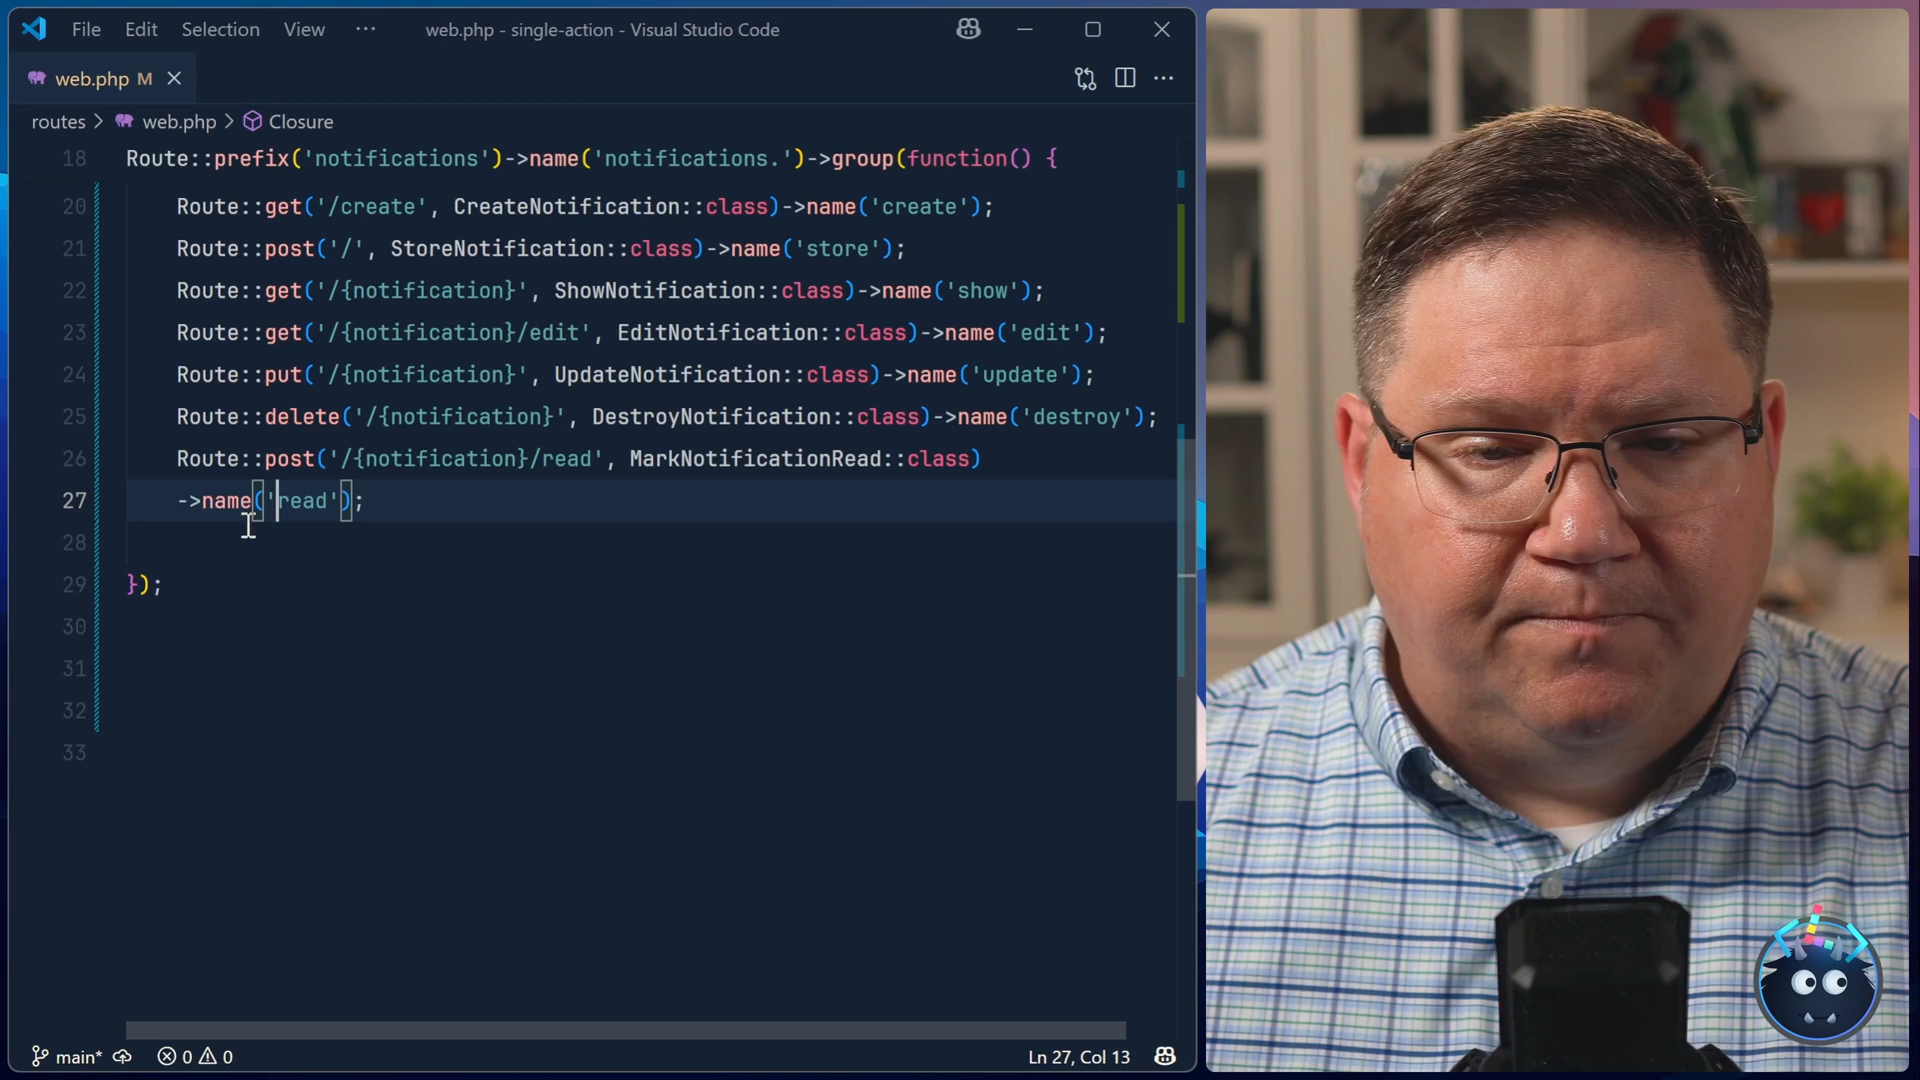 File Edit Selection View ··· web.php - single-action - Visual Studio Code
web.php M
routes > web.php > Closure
18 Route::prefix('notifications')->name('notifications.')->group(function() {
20 Route::get('/create', CreateNotification::class)->name('create');
21 Route::post('/', StoreNotification::class)->name('store');
22 Route::get('/{notification}', ShowNotification::class)->name('show');
23 Route::get('/{notification}/edit', EditNotification::class)->name('edit');
24 Route::put('/{notification}', UpdateNotification::class)->name('update');
25 Route::delete('/{notification}', DestroyNotification::class)->name('destroy');
26 Route::post('/{notification}/read', MarkNotificationRead::class)
27 ->name('read');
28
29 });
30
31
32
33
main* 0 0 Ln 27, Col 13